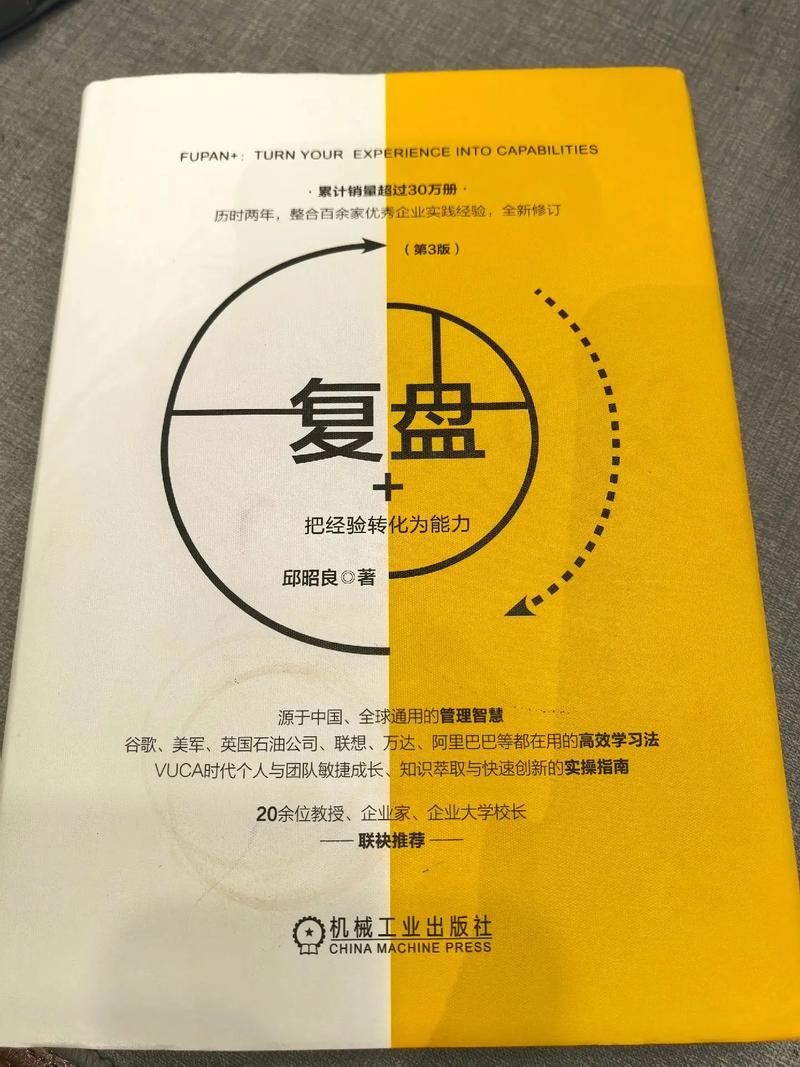 FUPAN+: TURN YOUR EXPERIENCE INTO CAPABILITIES
·累计销量超过30万册·
历时两年，整合百余家优秀企业实践经验，全新修订
（第3版）
复盘
+
把经验转化为能力
邱昭良◎著
源于中国、全球通用的管理智慧
谷歌、美军、英国石油公司、联想、万达、阿里巴巴等都在用的高效学习法
VUCA时代个人与团队敏捷成长、知识萃取与快速创新的实操指南
20余位教授、企业家、企业大学校长
——联袂推荐——
机械工业出版社
CHINA MACHINE PRESS